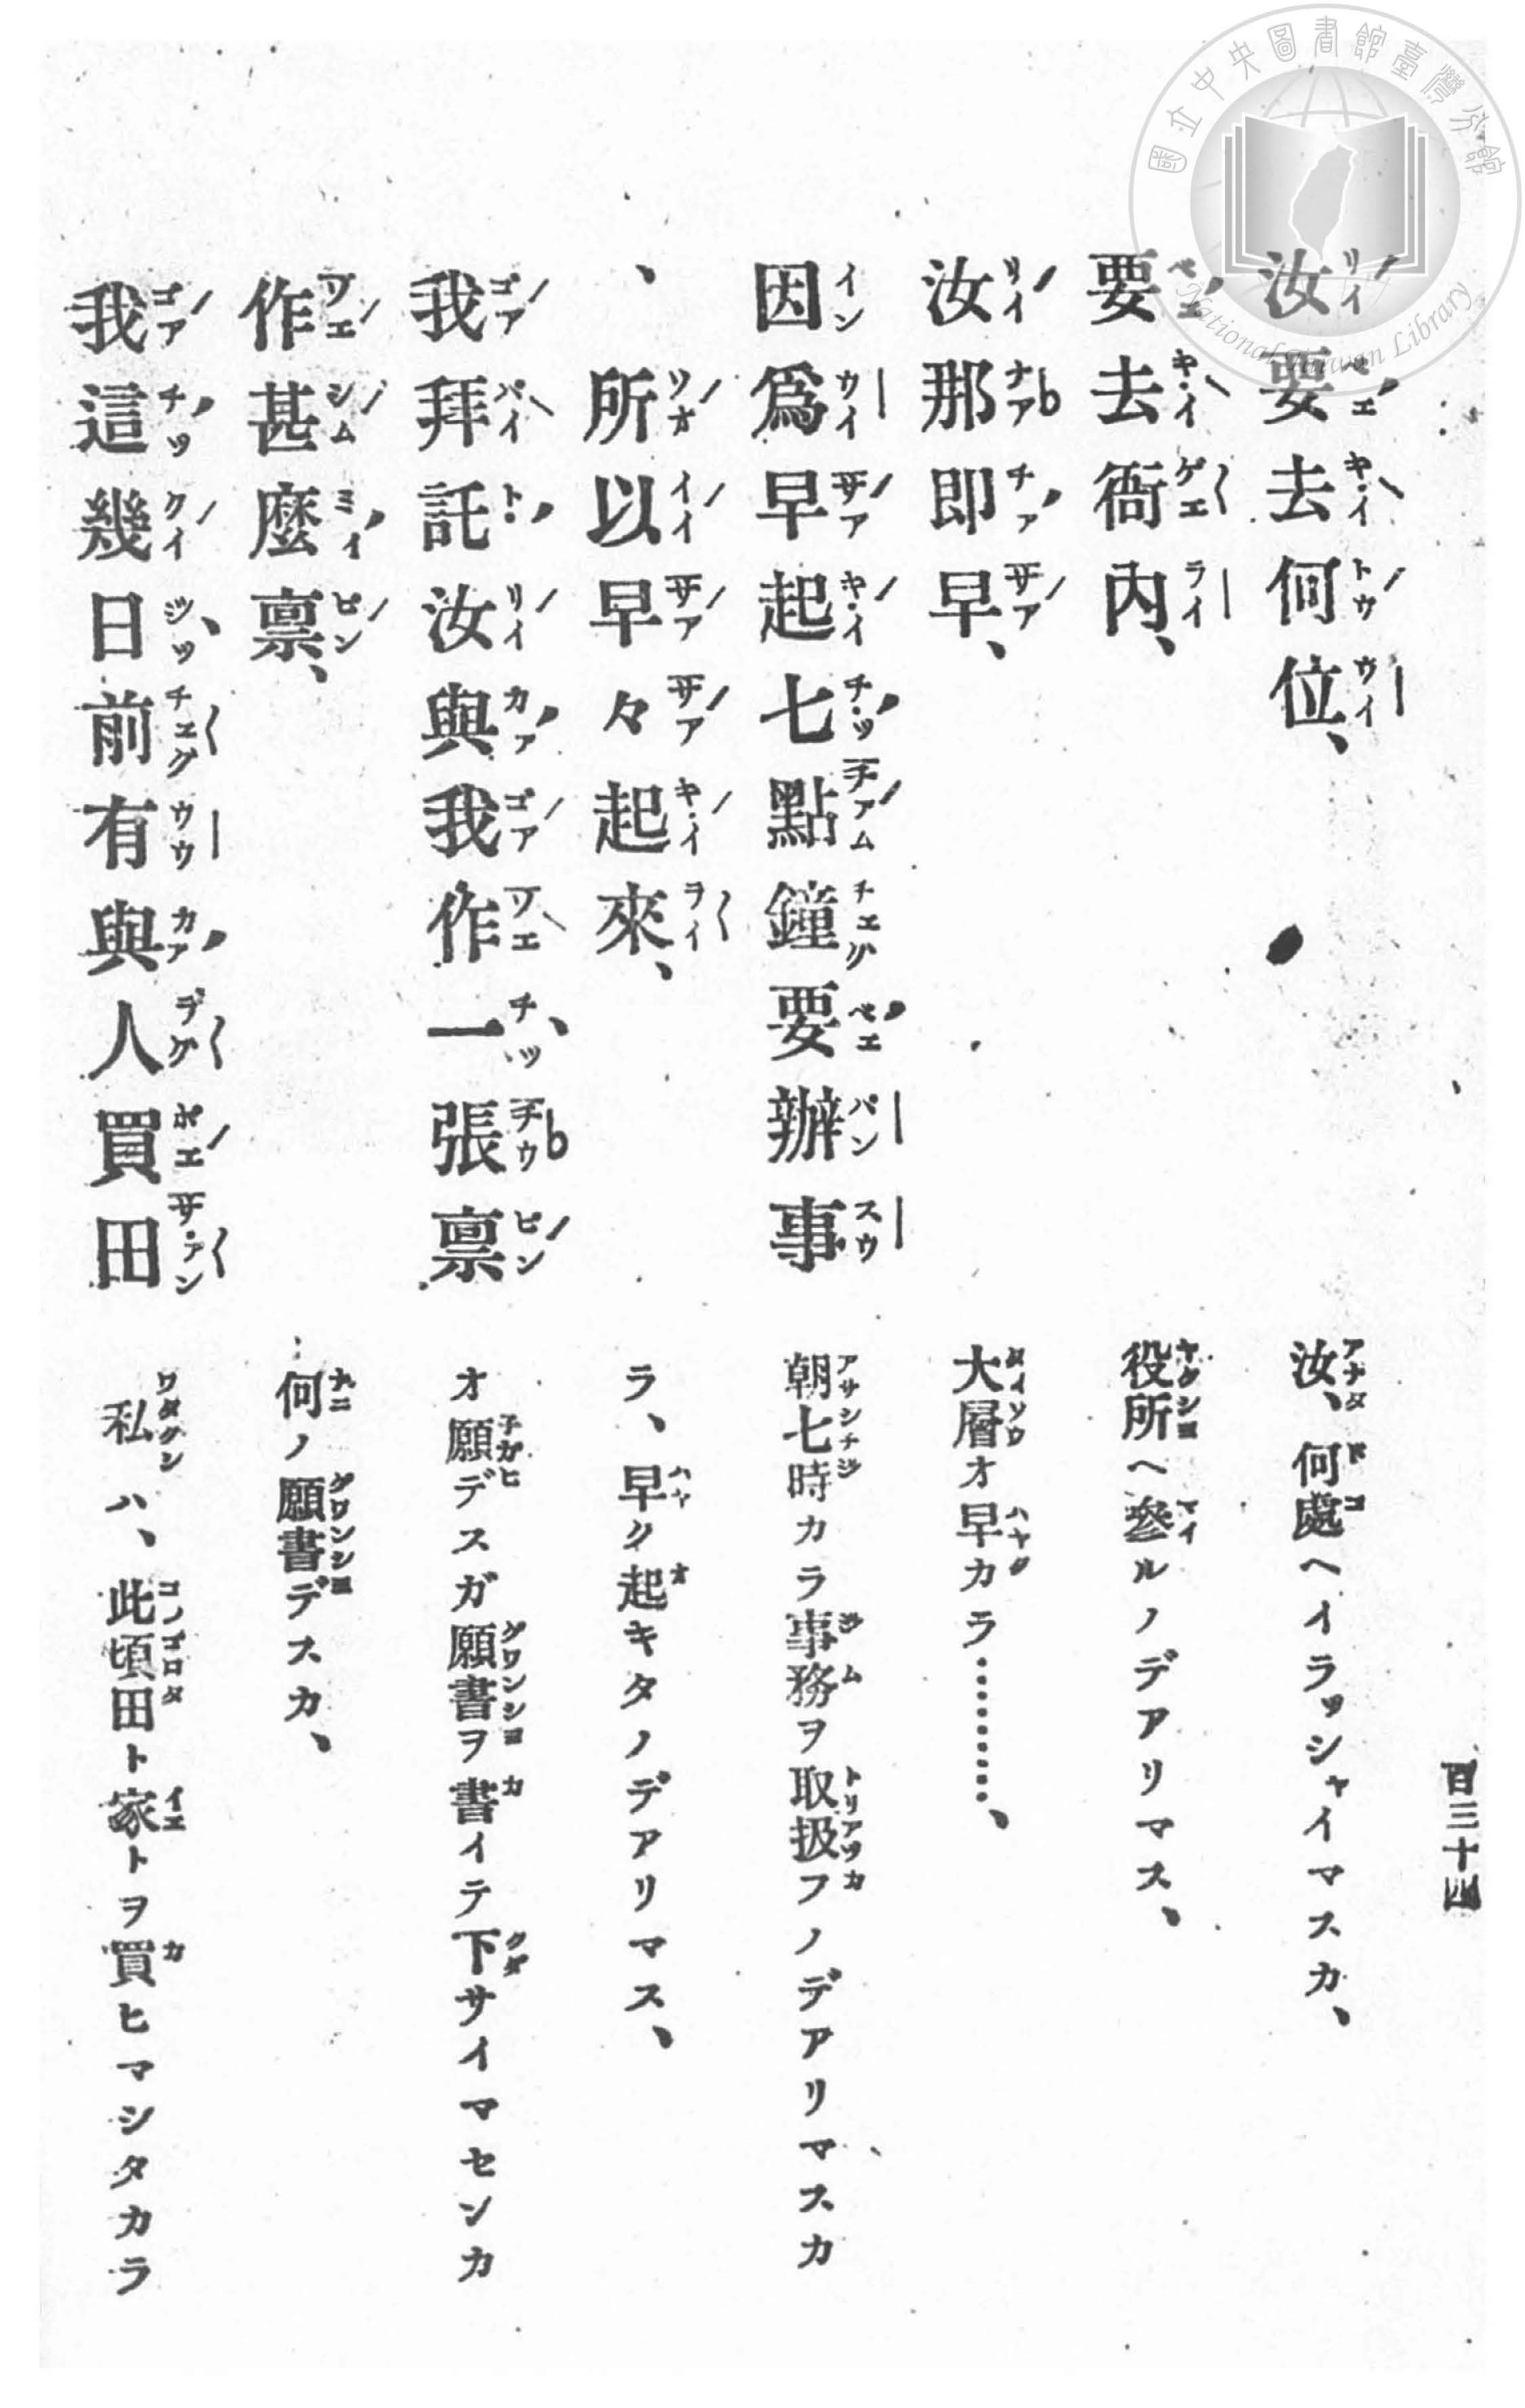 國立中央圖書館臺灣分館
National Taiwan Library
百三十四
汝要去何位、
汝、何處ヘイラッシャイマスカ、
要去衙內、
役所ヘ參ルノデアリマス、
汝那卽早、
大層オ早カラ………、
因爲早起七點鐘要辦事
朝七時カラ事務ヲ取扱フノデアリマスカ
、所以早々起來、
ラ、早ク起キタノデアリマス、
我拜託汝與我作一張禀
オ願デスガ願書ヲ書イテ下サイマセンカ
作甚麼禀、
何ノ願書デスカ、
我這幾日前有與人買田
私ハ、此頃田ト家トヲ買ヒマシタカラ